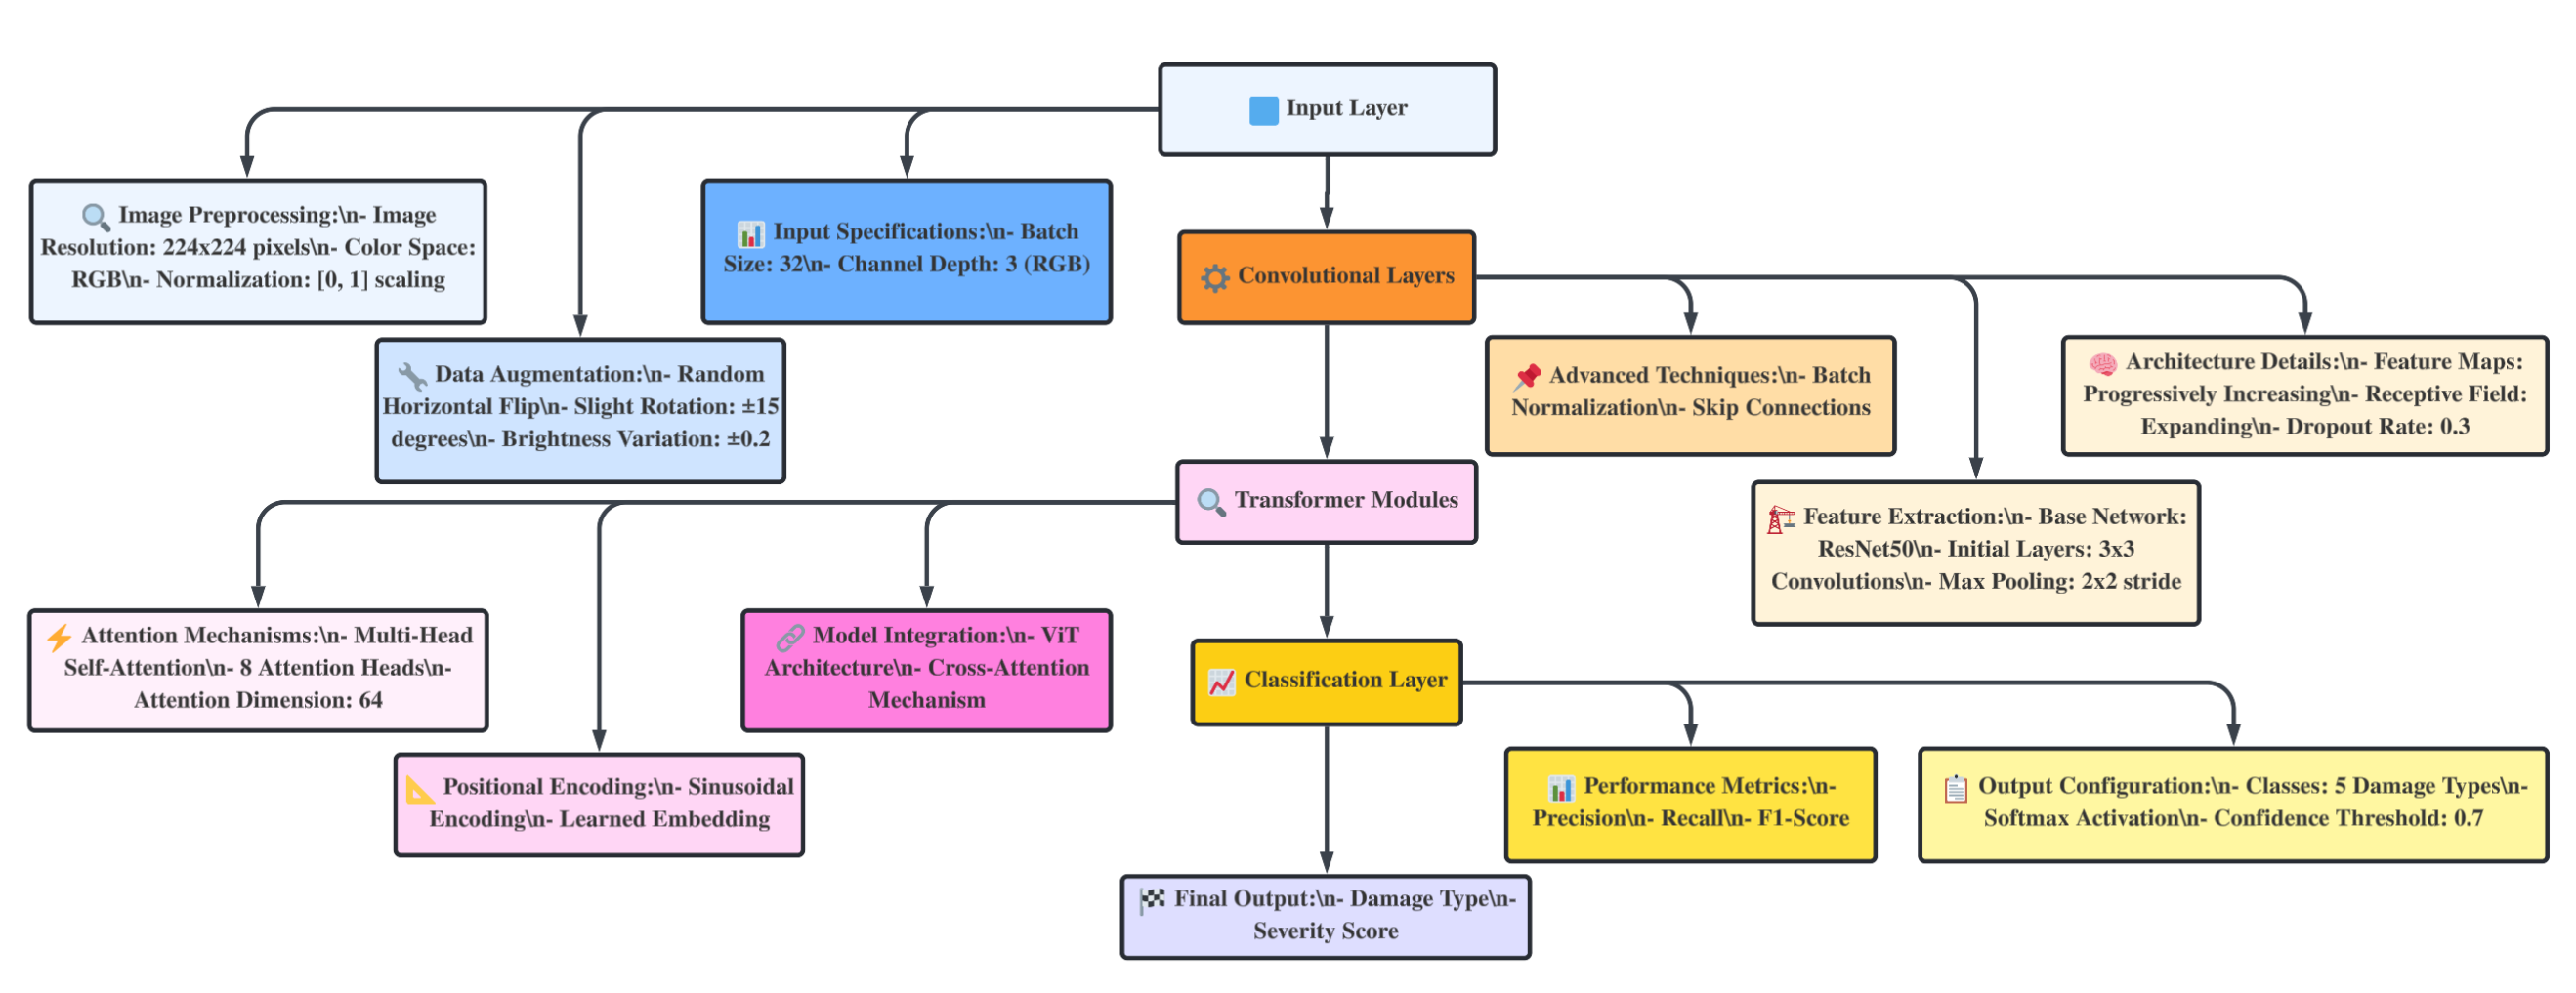 Input Layer
Image Preprocessing:\n- Image
Resolution: 224x224 pixels\n- Color Space:
RGB\n- Normalization: [0, 1] scaling
Input Specifications:\n- Batch
Size: 32\n- Channel Depth: 3 (RGB)
Data Augmentation:\n- Random
Horizontal Flip\n- Slight Rotation: ±15
degrees\n- Brightness Variation: ±0.2
Convolutional Layers
Advanced Techniques:\n- Batch
Normalization\n- Skip Connections
Architecture Details:\n- Feature Maps:
Progressively Increasing\n- Receptive Field:
Expanding\n- Dropout Rate: 0.3
Feature Extraction:\n- Base Network:
ResNet50\n- Initial Layers: 3x3
Convolutions\n- Max Pooling: 2x2 stride
Transformer Modules
Attention Mechanisms:\n- Multi-Head
Self-Attention\n- 8 Attention Heads\n-
Attention Dimension: 64
Model Integration:\n- ViT
Architecture\n- Cross-Attention
Mechanism
Positional Encoding:\n- Sinusoidal
Encoding\n- Learned Embedding
Classification Layer
Performance Metrics:\n-
Precision\n- Recall\n- F1-Score
Output Configuration:\n- Classes: 5 Damage Types\n-
Softmax Activation\n- Confidence Threshold: 0.7
Final Output:\n- Damage Type\n-
Severity Score